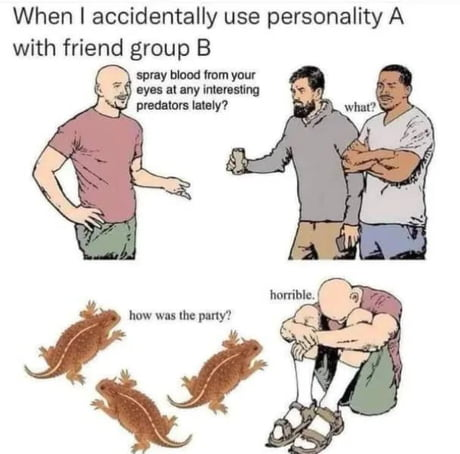 When I accidentally use personality A
with friend group B
spray blood from your
eyes at any interesting
predators lately?
what?
how was the party?
horrible.